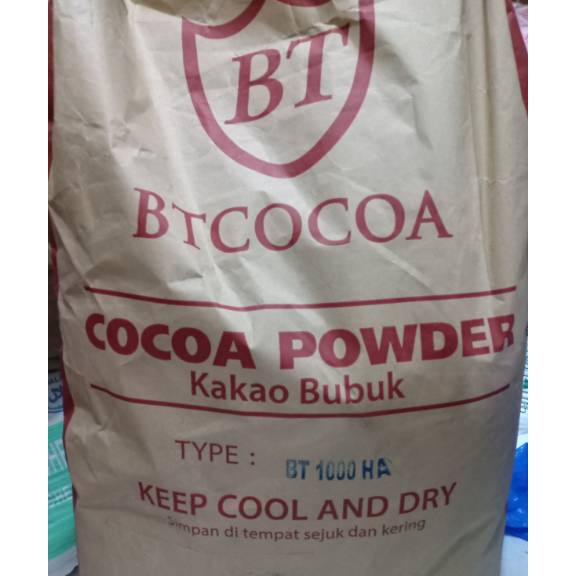 BT
BTCOCOA
COCOA POWDER
Kakao Bubuk
TYPE : BT 1000 HA
KEEP COOL AND DRY
Simpan di tempat sejuk dan kering